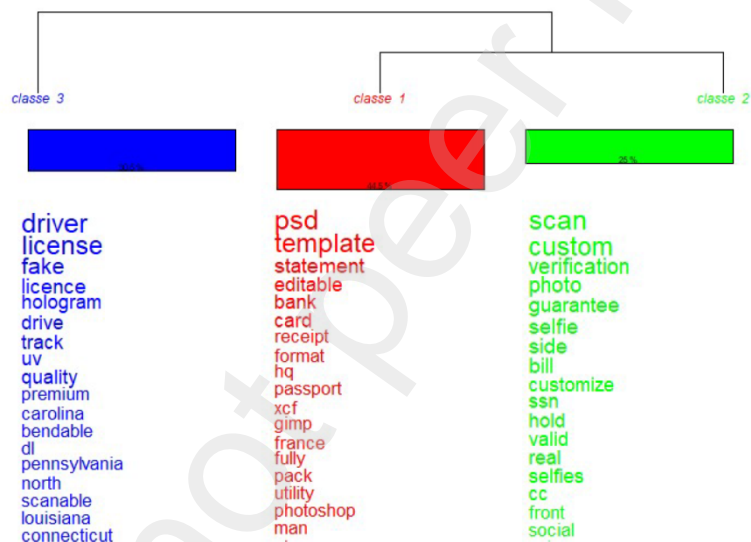 classe 3
classe 1
classe 2
25 %
driver
license
fake
licence
hologram
drive
track
uv
quality
premium
carolina
bendable
dl
pennsylvania
north
scanable
louisiana
connecticut
psd
template
statement
editable
bank
card
receipt
format
hq
passport
xcf
gimp
france
fully
pack
utility
photoshop
man
scan
custom
verification
photo
guarantee
selfie
side
bill
customize
ssn
hold
valid
real
selfies
cc
front
social